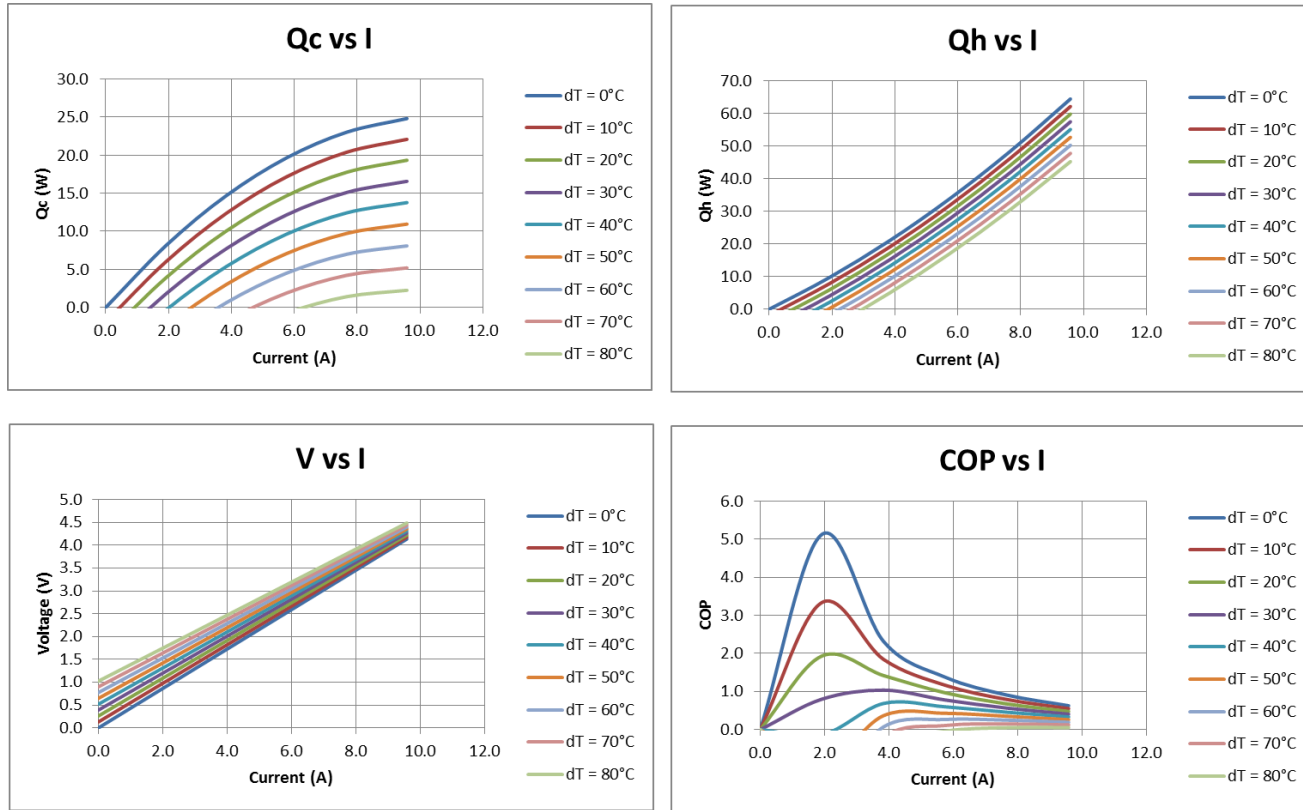 Qc vs I
30.0
25.0
20.0
15.0
10.0
5.0
0.0
Qc (W)
0.0 2.0 4.0 6.0 8.0 10.0 12.0
Current (A)
dT = 0°C
dT = 10°C
dT = 20°C
dT = 30°C
dT = 40°C
dT = 50°C
dT = 60°C
dT = 70°C
dT = 80°C
Qh vs I
70.0
60.0
50.0
40.0
30.0
20.0
10.0
0.0
Qh (W)
0.0 2.0 4.0 6.0 8.0 10.0 12.0
Current (A)
dT = 0°C
dT = 10°C
dT = 20°C
dT = 30°C
dT = 40°C
dT = 50°C
dT = 60°C
dT = 70°C
dT = 80°C
V vs I
5.0
4.5
4.0
3.5
3.0
2.5
2.0
1.5
1.0
0.5
0.0
Voltage (V)
0.0 2.0 4.0 6.0 8.0 10.0 12.0
Current (A)
dT = 0°C
dT = 10°C
dT = 20°C
dT = 30°C
dT = 40°C
dT = 50°C
dT = 60°C
dT = 70°C
dT = 80°C
COP vs I
6.0
5.0
4.0
3.0
2.0
1.0
0.0
COP
0.0 2.0 4.0 6.0 8.0 10.0 12.0
Current (A)
dT = 0°C
dT = 10°C
dT = 20°C
dT = 30°C
dT = 40°C
dT = 50°C
dT = 60°C
dT = 70°C
dT = 80°C